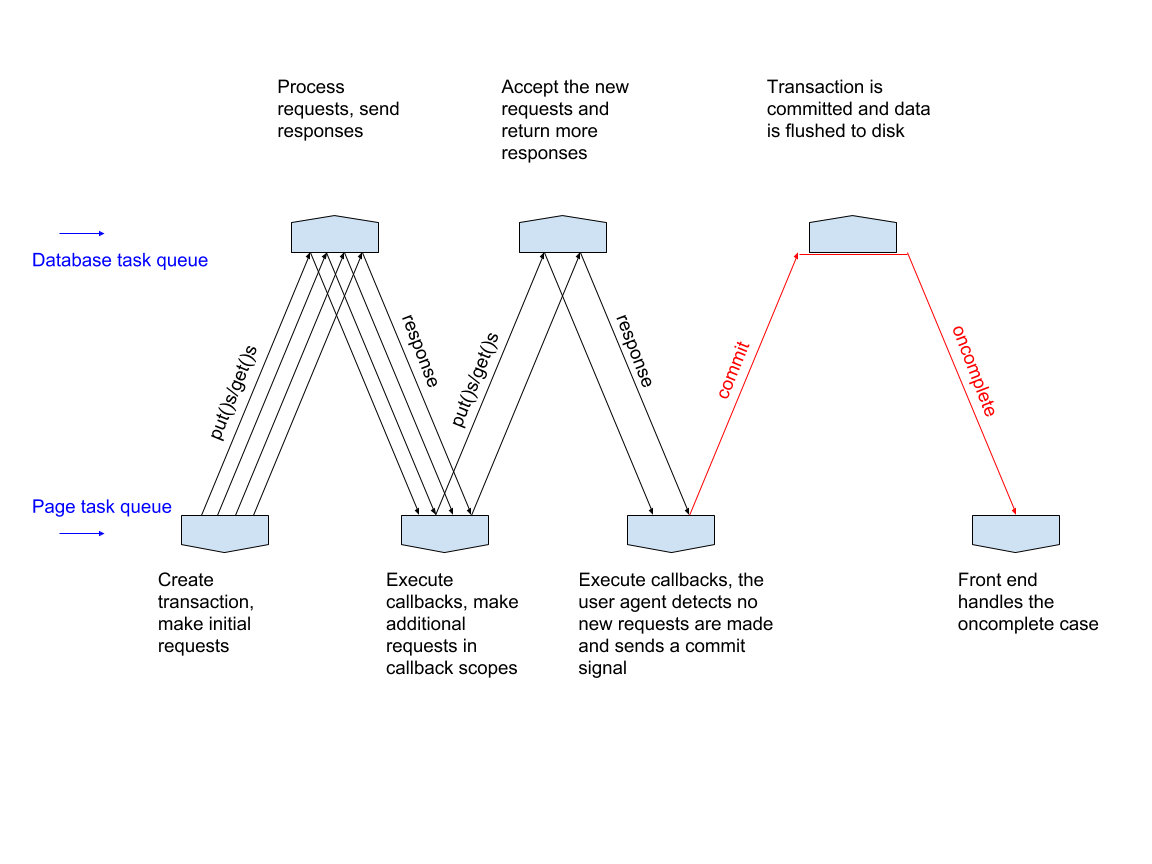 Process
requests, send
responses
Accept the new
requests and
return more
responses
Transaction is
committed and data
is flushed to disk
Database task queue
put()s/get()s
response
put()s/get()s
response
commit
oncomplete
Page task queue
Create
transaction,
make initial
requests
Execute
callbacks, make
additional
requests in
callback scopes
Execute callbacks, the
user agent detects no
new requests are made
and sends a commit
signal
Front end
handles the
oncomplete case